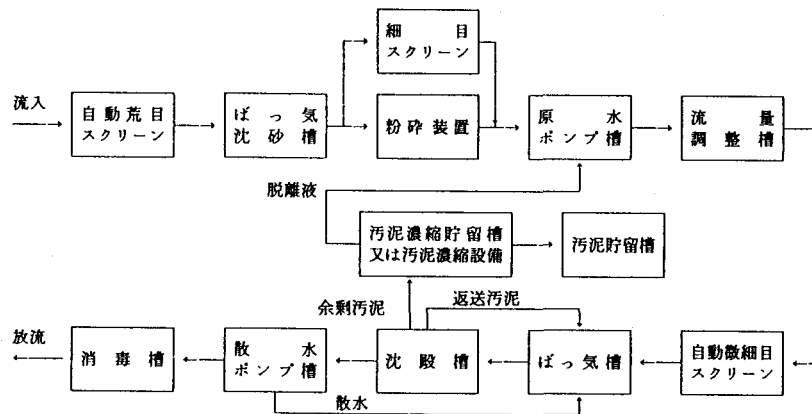 細目
スクリーン
流入
自動荒目
スクリーン
ばっ気
沈砂槽
粉砕装置
原水
ポンプ槽
流量
調整槽
脱離液
汚泥濃縮貯留槽
又は汚泥濃縮設備
汚泥貯留槽
余剰汚泥
返送汚泥
放流
消毒槽
散水
ポンプ槽
沈殿槽
ばっ気槽
自動微細目
スクリーン
散水